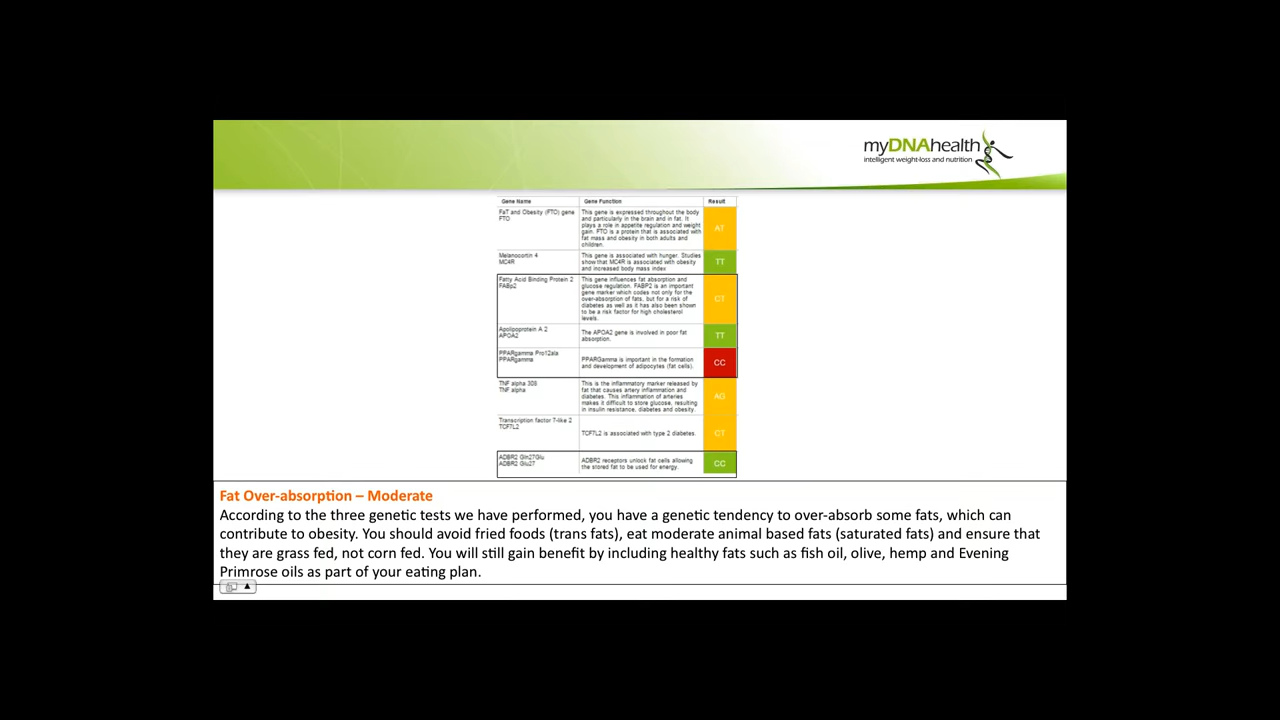 myDNAhealth
intelligent weight-loss and nutrition
Gene Name Gene Function Result
FaT and Obesity (FTO) gene
FTO
This gene is expressed throughout the body
and particularly in the brain and in fat. It
plays a role in appetite regulation and weight
gain. FTO is a protein that is associated with
fat mass and obesity in both adults and
children.
AT
Melanocortin 4
MC4R
This gene is associated with hunger. Studies
show that MC4R is associated with obesity
and increased body mass index
TT
Fatty Acid Binding Protein 2
FABp2
This gene influences fat absorption and
glucose regulation. FABP2 is an important
gene marker which codes not only for the
over-absorption of fats, but for a risk of
diabetes as well as it has also been shown
to be a risk factor for high cholesterol
levels.
CT
Apolipoprotein A 2
APOA2
The APOA2 gene is involved in poor fat
absorption.
TT
PPARgamma Pro12ala
PPARgamma
PPARGamma is important in the formation
and development of adipocytes (fat cells).
CC
TNF alpha 308
TNF alpha
This is the inflammatory marker released by
fat that causes artery inflammation and
diabetes. This inflammation of arteries
makes it difficult to store glucose, resulting
in insulin resistance, diabetes and obesity.
AG
Transcription factor 7-like 2
TCF7L2
TCF7L2 is associated with type 2 diabetes.
CT
ADBR2 Gln27Glu
ADBR2 Glu27
ADBR2 receptors unlock fat cells allowing
the stored fat to be used for energy.
CC
Fat Over-absorption – Moderate
According to the three genetic tests we have performed, you have a genetic tendency to over-absorb some fats, which can
contribute to obesity. You should avoid fried foods (trans fats), eat moderate animal based fats (saturated fats) and ensure that
they are grass fed, not corn fed. You will still gain benefit by including healthy fats such as fish oil, olive, hemp and Evening
Primrose oils as part of your eating plan.